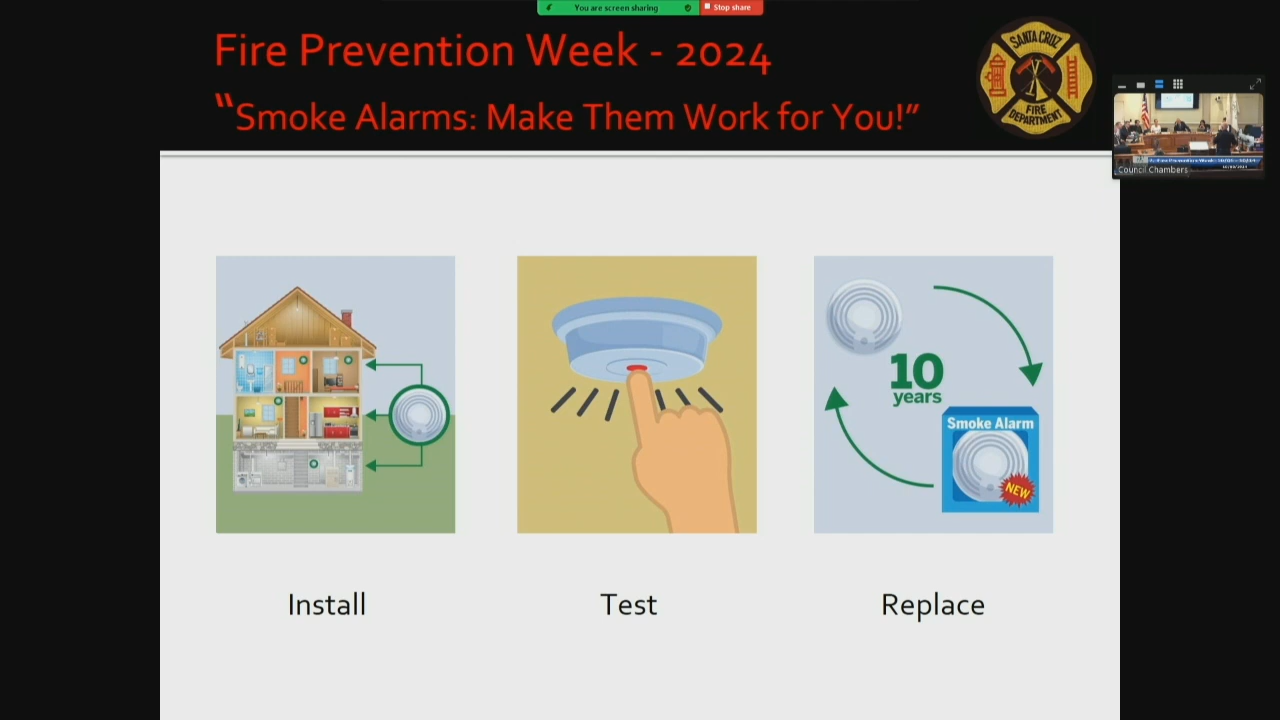 You are screen sharing
Stop share
Fire Prevention Week - 2024
“Smoke Alarms: Make Them Work for You!”
SANTA CRUZ
FIRE
DEPARTMENT
Council Chambers
10
years
Smoke Alarm
NEW
Install
Test
Replace